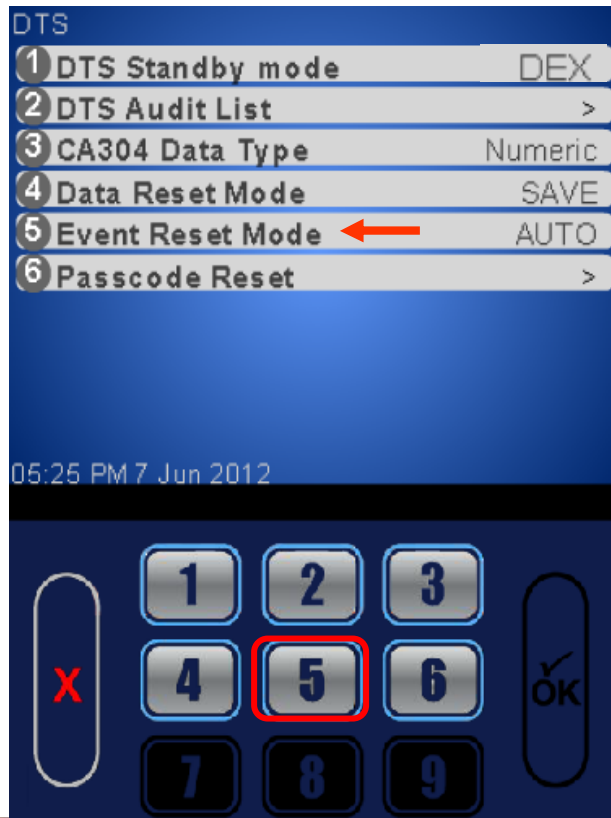 DTS
1 DTS Standby mode DEX
2 DTS Audit List >
3 CA304 Data Type Numeric
4 Data Reset Mode SAVE
5 Event Reset Mode AUTO
6 Passcode Reset >
05:25 PM 7 Jun 2012
1 2 3
X 4 5 6 OK
7 8 9